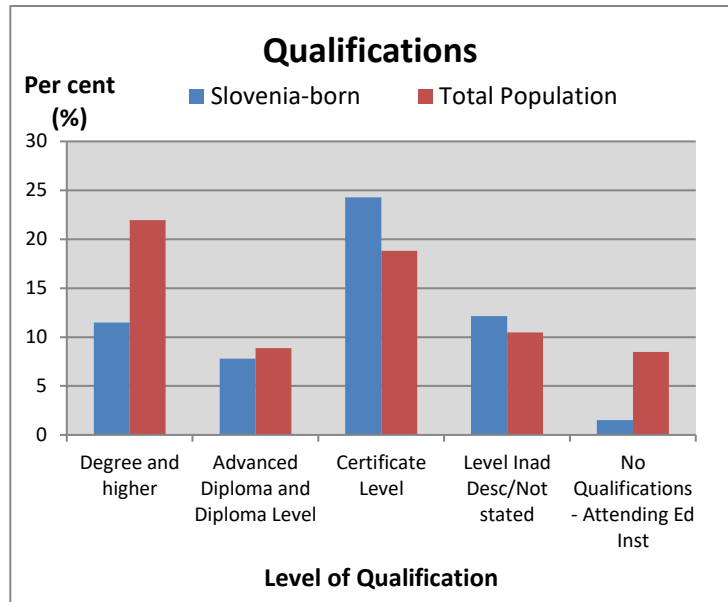 Qualifications
Per cent
(%)
Slovenia-born
Total Population
30
25
20
15
10
5
0
Degree and
higher
Advanced
Diploma and
Diploma Level
Certificate
Level
Level Inad
Desc/Not
stated
No
Qualifications
- Attending Ed
Inst
Level of Qualification